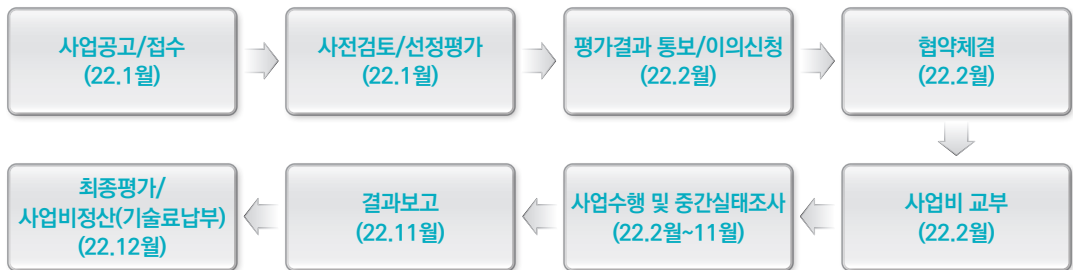 사업공고/접수
(22.1월)
사전검토/선정평가
(22.1월)
평가결과 통보/이의신청
(22.2월)
협약체결
(22.2월)
사업비 교부
(22.2월)
사업수행 및 중간실태조사
(22.2월~11월)
결과보고
(22.11월)
최종평가/
사업비정산(기술료납부)
(22.12월)